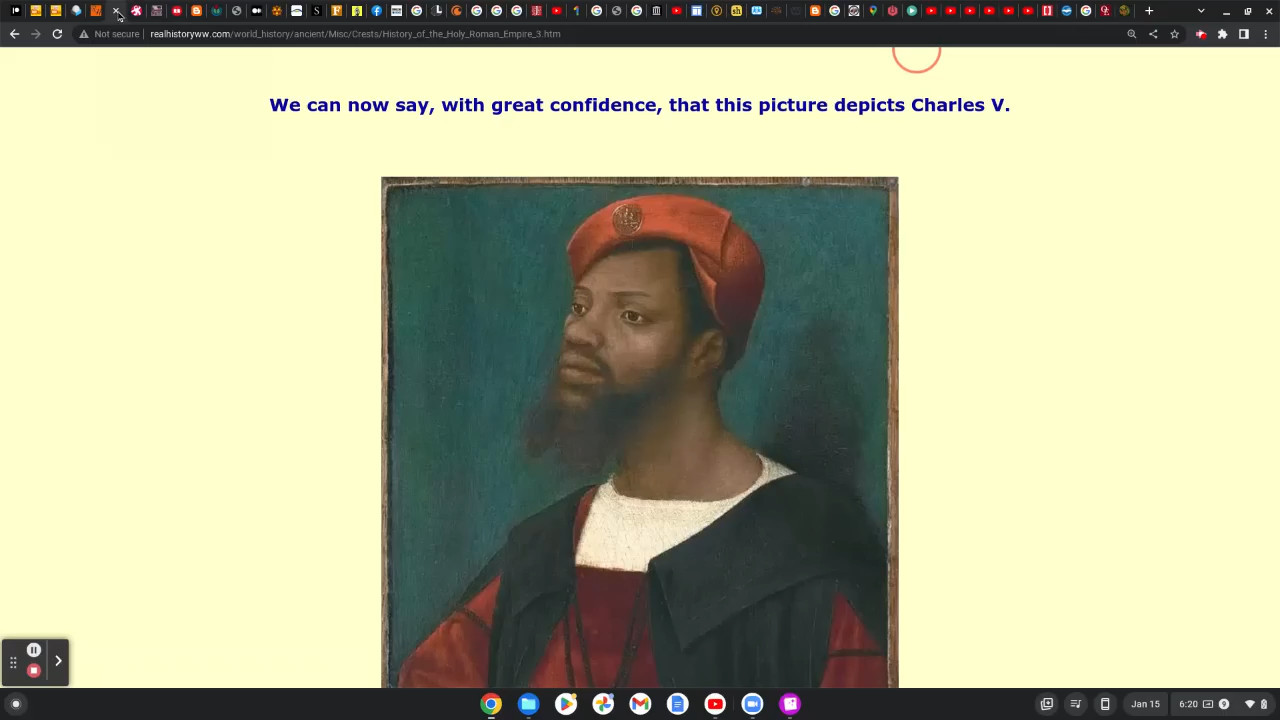 Not secure
realhistoryww.com/world_history/ancient/Misc/Crests/History_of_the_Holy_Roman_Empire_3.htm
We can now say, with great confidence, that this picture depicts Charles V.
Jan 15
6:20